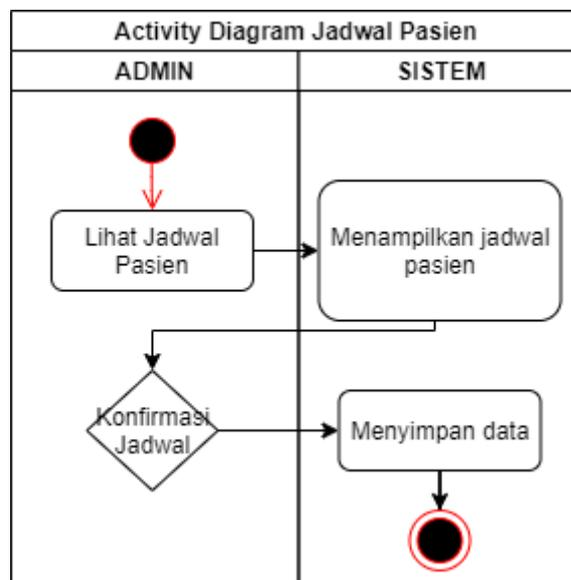 Activity Diagram Jadwal Pasien
ADMIN
SISTEM
Lihat Jadwal
Pasien
Menampilkan jadwal
pasien
Konfirmasi
Jadwal
Menyimpan data